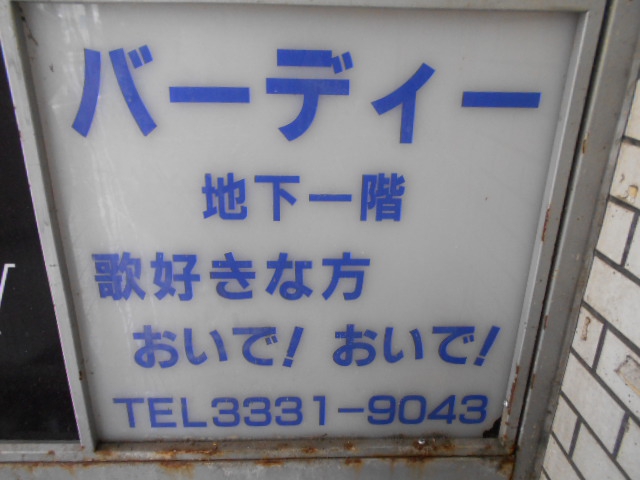 バーディー
地下一階
歌好きな方
おいで! おいで!
TEL3331-9043